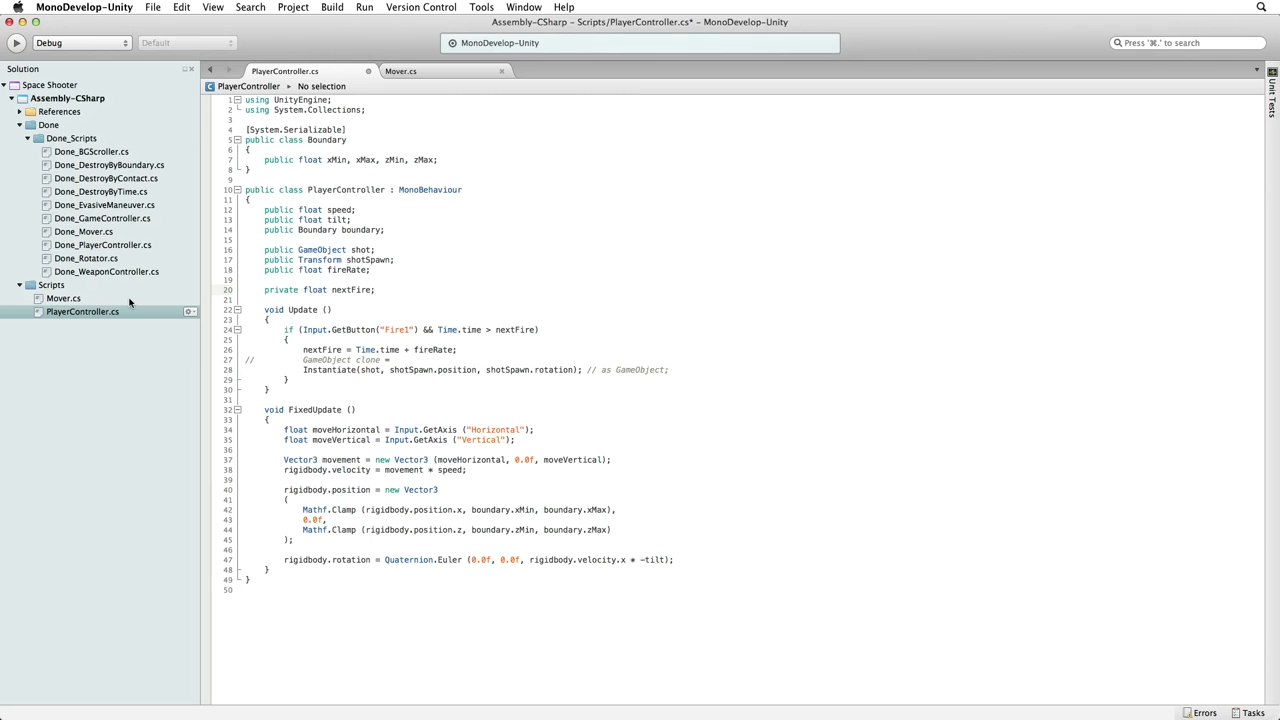 MonoDevelop-Unity File Edit View Search Project Build Run Version Control Tools Window Help
Assembly-CSharp – Scripts/PlayerController.cs* – MonoDevelop-Unity
Debug Default MonoDevelop-Unity Press '⌘.' to search
Solution
PlayerController.cs Mover.cs
PlayerController ▸ No selection
Space Shooter
Assembly-CSharp
References
Done
Done_Scripts
Done_BGScroller.cs
Done_DestroyByBoundary.cs
Done_DestroyByContact.cs
Done_DestroyByTime.cs
Done_EvasiveManeuver.cs
Done_GameController.cs
Done_Mover.cs
Done_PlayerController.cs
Done_Rotator.cs
Done_WeaponController.cs
Scripts
Mover.cs
PlayerController.cs
1 using UnityEngine;
2 using System.Collections;
3
4 [System.Serializable]
5 public class Boundary
6 {
7 public float xMin, xMax, zMin, zMax;
8 }
9
10 public class PlayerController : MonoBehaviour
11 {
12 public float speed;
13 public float tilt;
14 public Boundary boundary;
15
16 public GameObject shot;
17 public Transform shotSpawn;
18 public float fireRate;
19
20 private float nextFire;
21
22 void Update ()
23 {
24 if (Input.GetButton("Fire1") && Time.time > nextFire)
25 {
26 nextFire = Time.time + fireRate;
27 // GameObject clone =
28 Instantiate(shot, shotSpawn.position, shotSpawn.rotation); // as GameObject;
29 }
30 }
31
32 void FixedUpdate ()
33 {
34 float moveHorizontal = Input.GetAxis ("Horizontal");
35 float moveVertical = Input.GetAxis ("Vertical");
36
37 Vector3 movement = new Vector3 (moveHorizontal, 0.0f, moveVertical);
38 rigidbody.velocity = movement * speed;
39
40 rigidbody.position = new Vector3
41 (
42 Mathf.Clamp (rigidbody.position.x, boundary.xMin, boundary.xMax),
43 0.0f,
44 Mathf.Clamp (rigidbody.position.z, boundary.zMin, boundary.zMax)
45 );
46
47 rigidbody.rotation = Quaternion.Euler (0.0f, 0.0f, rigidbody.velocity.x * -tilt);
48 }
49 }
50
Unit Tests
Errors Tasks